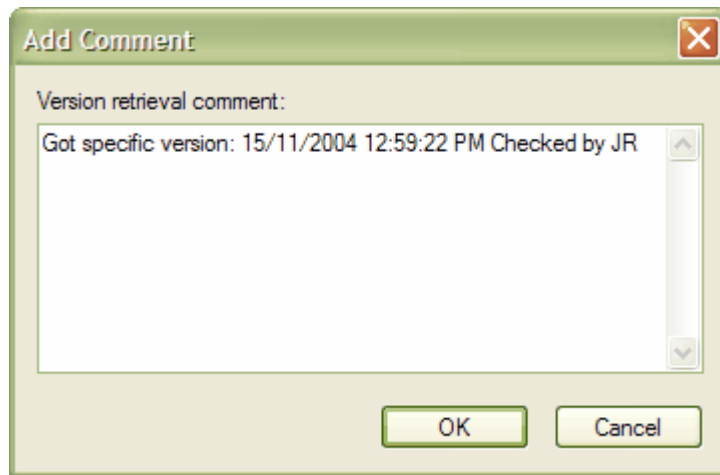 Add Comment
Version retrieval comment:
Got specific version: 15/11/2004 12:59:22 PM Checked by JR
OK
Cancel